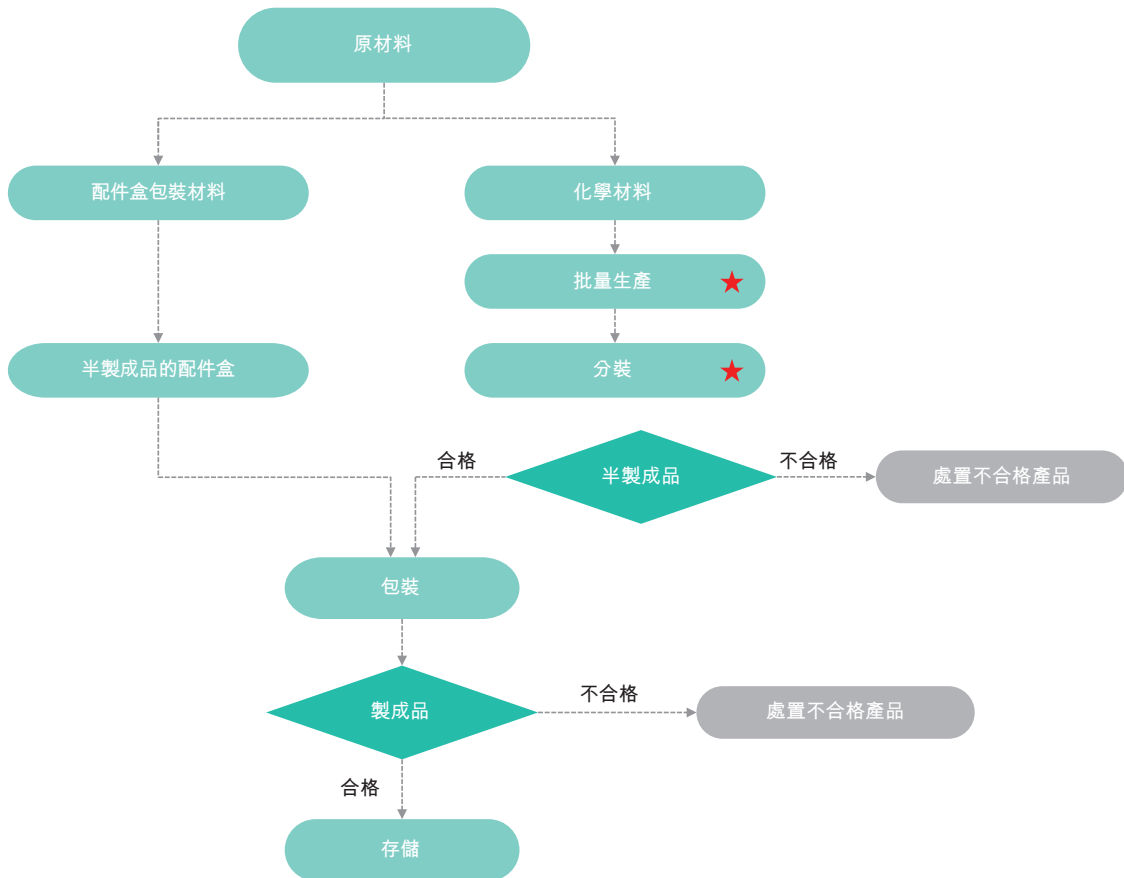 原材料
配件盒包裝材料
化學材料
批量生產
半製成品的配件盒
分裝
合格
半製成品
不合格
處置不合格產品
包裝
製成品
不合格
處置不合格產品
合格
存儲